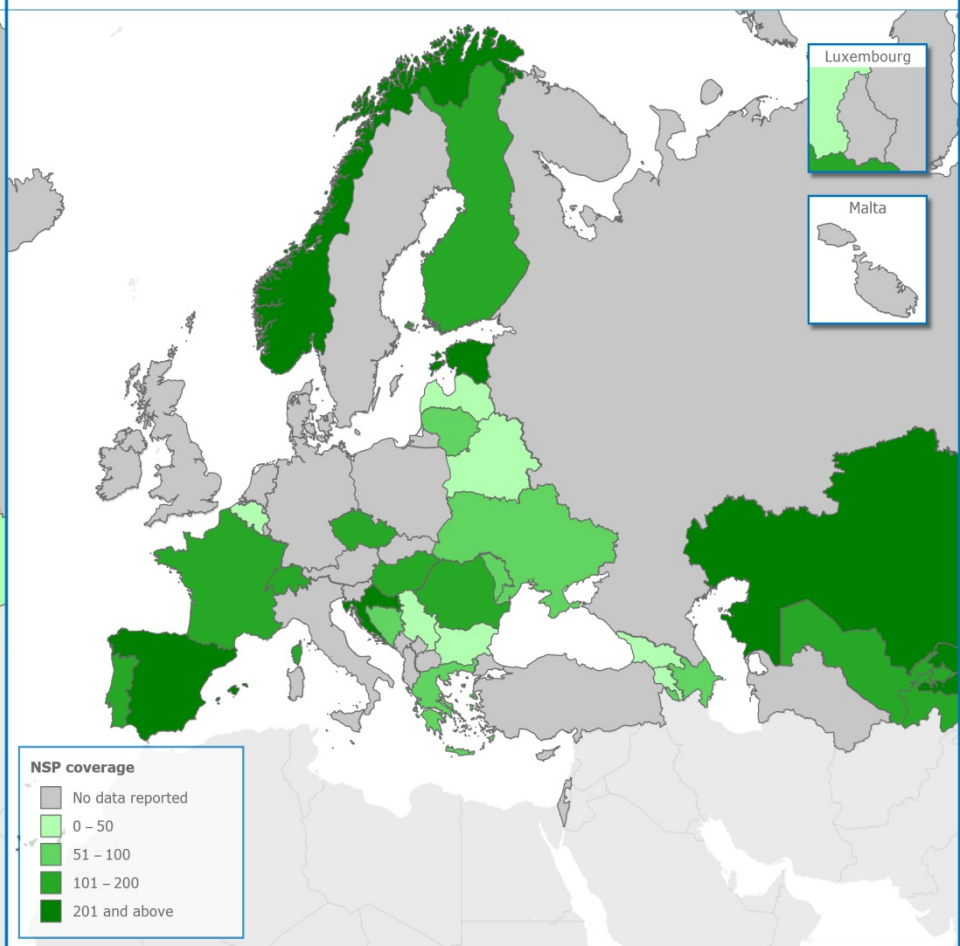 Luxembourg
Malta
NSP coverage
No data reported
0 – 50
51 – 100
101 – 200
201 and above